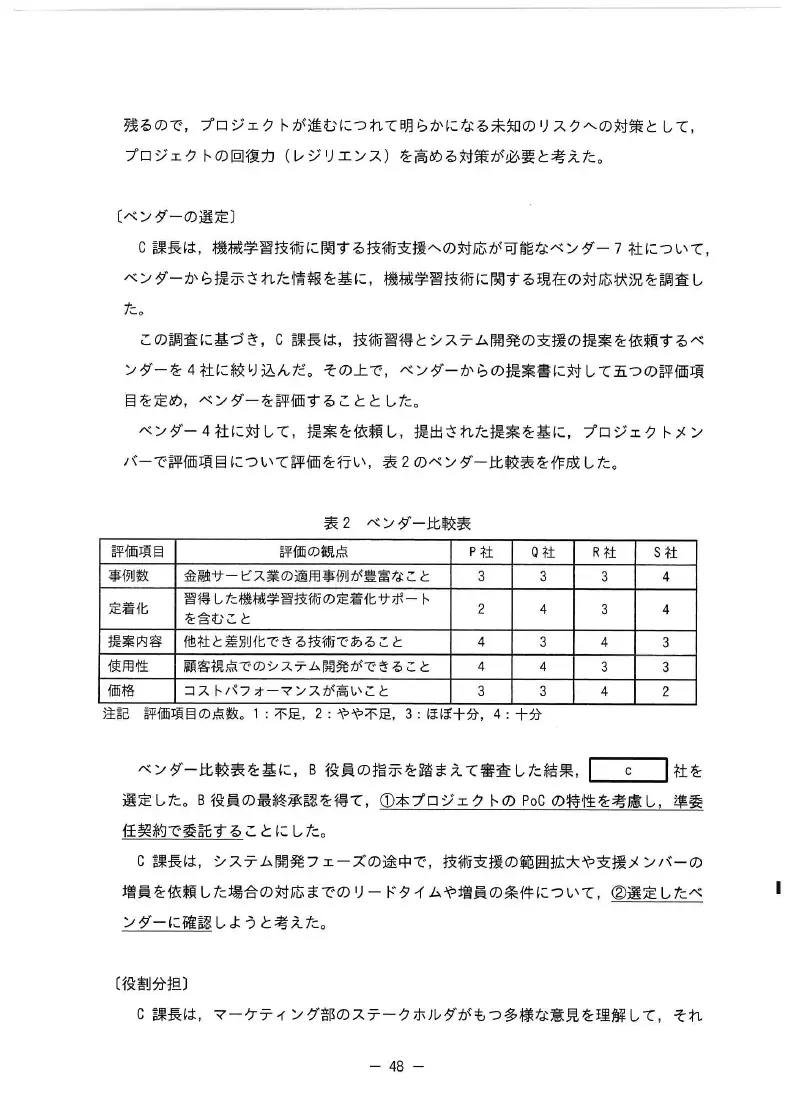 残るので，プロジェクトが進むにつれて明らかになる未知のリスクへの対策として，
プロジェクトの回復力（レジリエンス）を高める対策が必要と考えた。
〔ベンダーの選定〕
C 課長は，機械学習技術に関する技術支援への対応が可能なベンダー 7 社について，
ベンダーから提示された情報を基に，機械学習技術に関する現在の対応状況を調査し
た。
この調査に基づき，C 課長は，技術習得とシステム開発の支援の提案を依頼するベ
ンダーを 4 社に絞り込んだ。その上で，ベンダーからの提案書に対して五つの評価項
目を定め，ベンダーを評価することとした。
ベンダー 4 社に対して，提案を依頼し，提出された提案を基に，プロジェクトメン
バーで評価項目について評価を行い，表 2 のベンダー比較表を作成した。
表 2　ベンダー比較表
評価項目 評価の観点 P 社 Q 社 R 社 S 社
事例数 金融サービス業の適用事例が豊富なこと 3 3 3 4
定着化 習得した機械学習技術の定着化サポート
を含むこと 2 4 3 4
提案内容 他社と差別化できる技術であること 4 3 4 3
使用性 顧客視点でのシステム開発ができること 4 4 3 3
価格 コストパフォーマンスが高いこと 3 3 4 2
注記　評価項目の点数。1：不足，2：やや不足，3：ほぼ十分，4：十分
ベンダー比較表を基に，B 役員の指示を踏まえて審査した結果， c 社を
選定した。B 役員の最終承認を得て，①本プロジェクトの PoC の特性を考慮し，準委
任契約で委託することにした。
C 課長は，システム開発フェーズの途中で，技術支援の範囲拡大や支援メンバーの
増員を依頼した場合の対応までのリードタイムや増員の条件について，②選定したベ
ンダーに確認しようと考えた。
〔役割分担〕
C 課長は，マーケティング部のステークホルダがもつ多様な意見を理解して，それ
－ 48 －